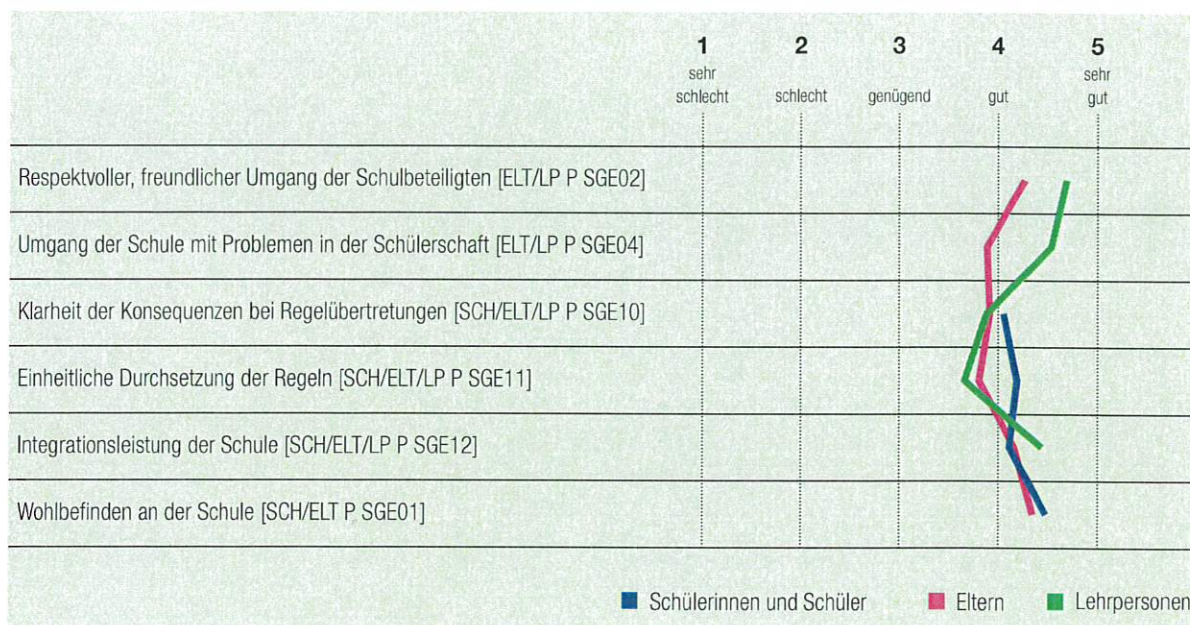 1 2 3 4 5
sehr schlecht schlecht genügend gut sehr gut
Respektvoller, freundlicher Umgang der Schulbeteiligten [ELT/LP P SGE02]
Umgang der Schule mit Problemen in der Schülerschaft [ELT/LP P SGE04]
Klarheit der Konsequenzen bei Regelübertretungen [SCH/ELT/LP P SGE10]
Einheitliche Durchsetzung der Regeln [SCH/ELT/LP P SGE11]
Integrationsleistung der Schule [SCH/ELT/LP P SGE12]
Wohlbefinden an der Schule [SCH/ELT P SGE01]
Schülerinnen und Schüler Eltern Lehrpersonen